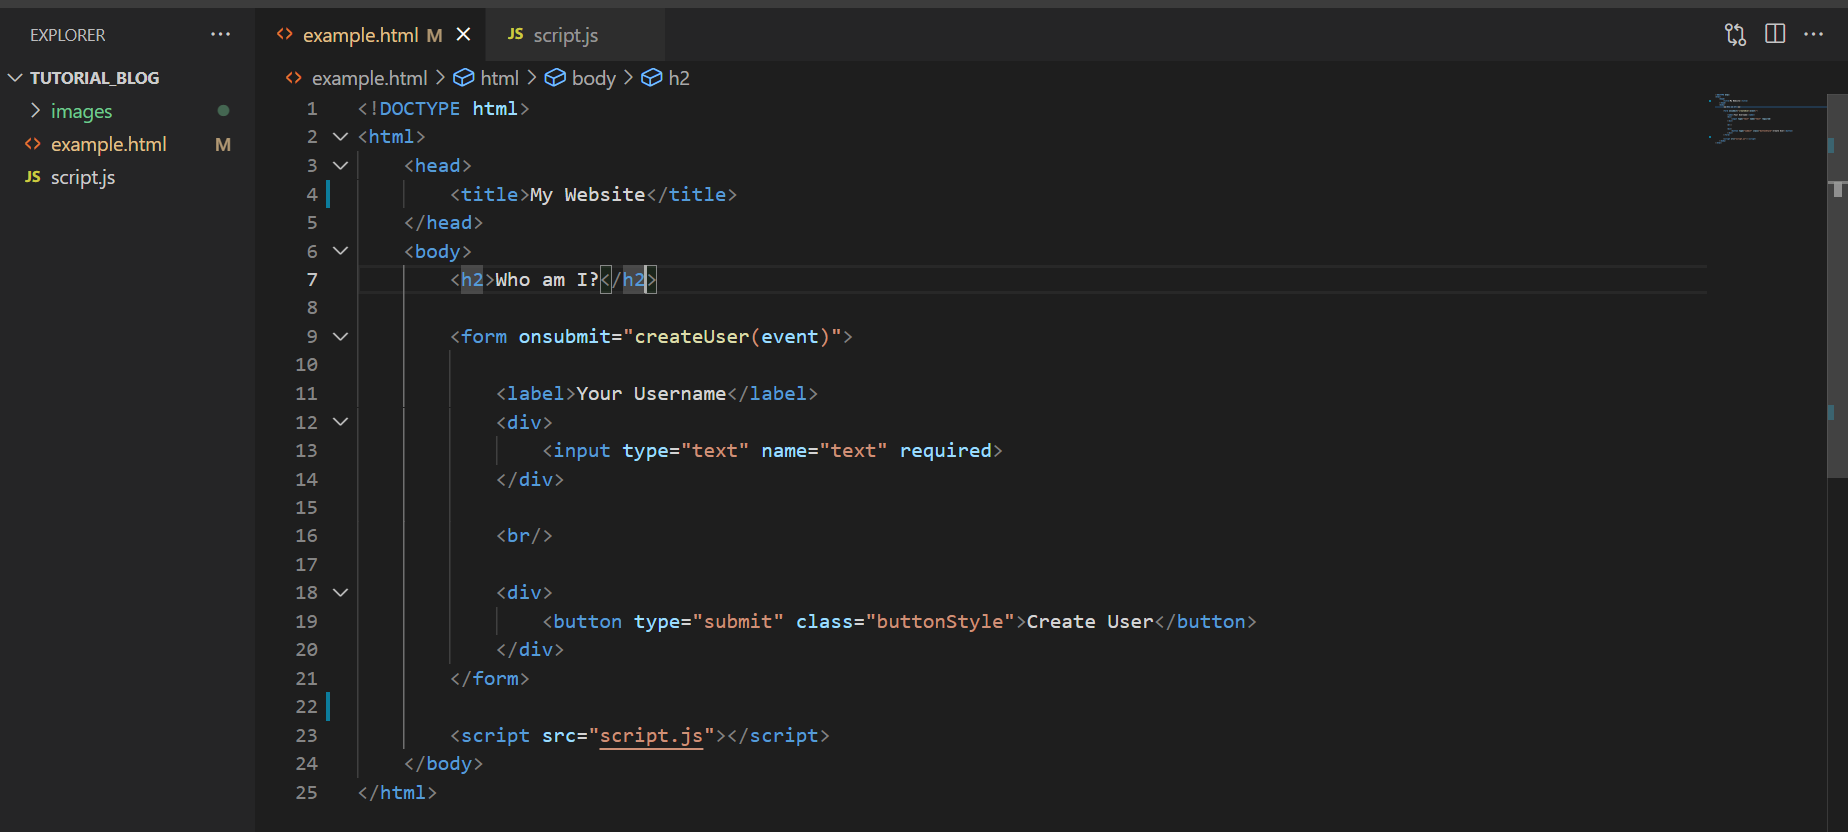 EXPLORER ···
TUTORIAL_BLOG
images
example.html M
JS script.js
example.html M
JS script.js
example.html > html > body > h2
1 <!DOCTYPE html>
2 <html>
3 <head>
4 <title>My Website</title>
5 </head>
6 <body>
7 <h2>Who am I?</h2>
8
9 <form onsubmit="createUser(event)">
10
11 <label>Your Username</label>
12 <div>
13 <input type="text" name="text" required>
14 </div>
15
16 <br/>
17
18 <div>
19 <button type="submit" class="buttonStyle">Create User</button>
20 </div>
21 </form>
22
23 <script src="script.js"></script>
24 </body>
25 </html>